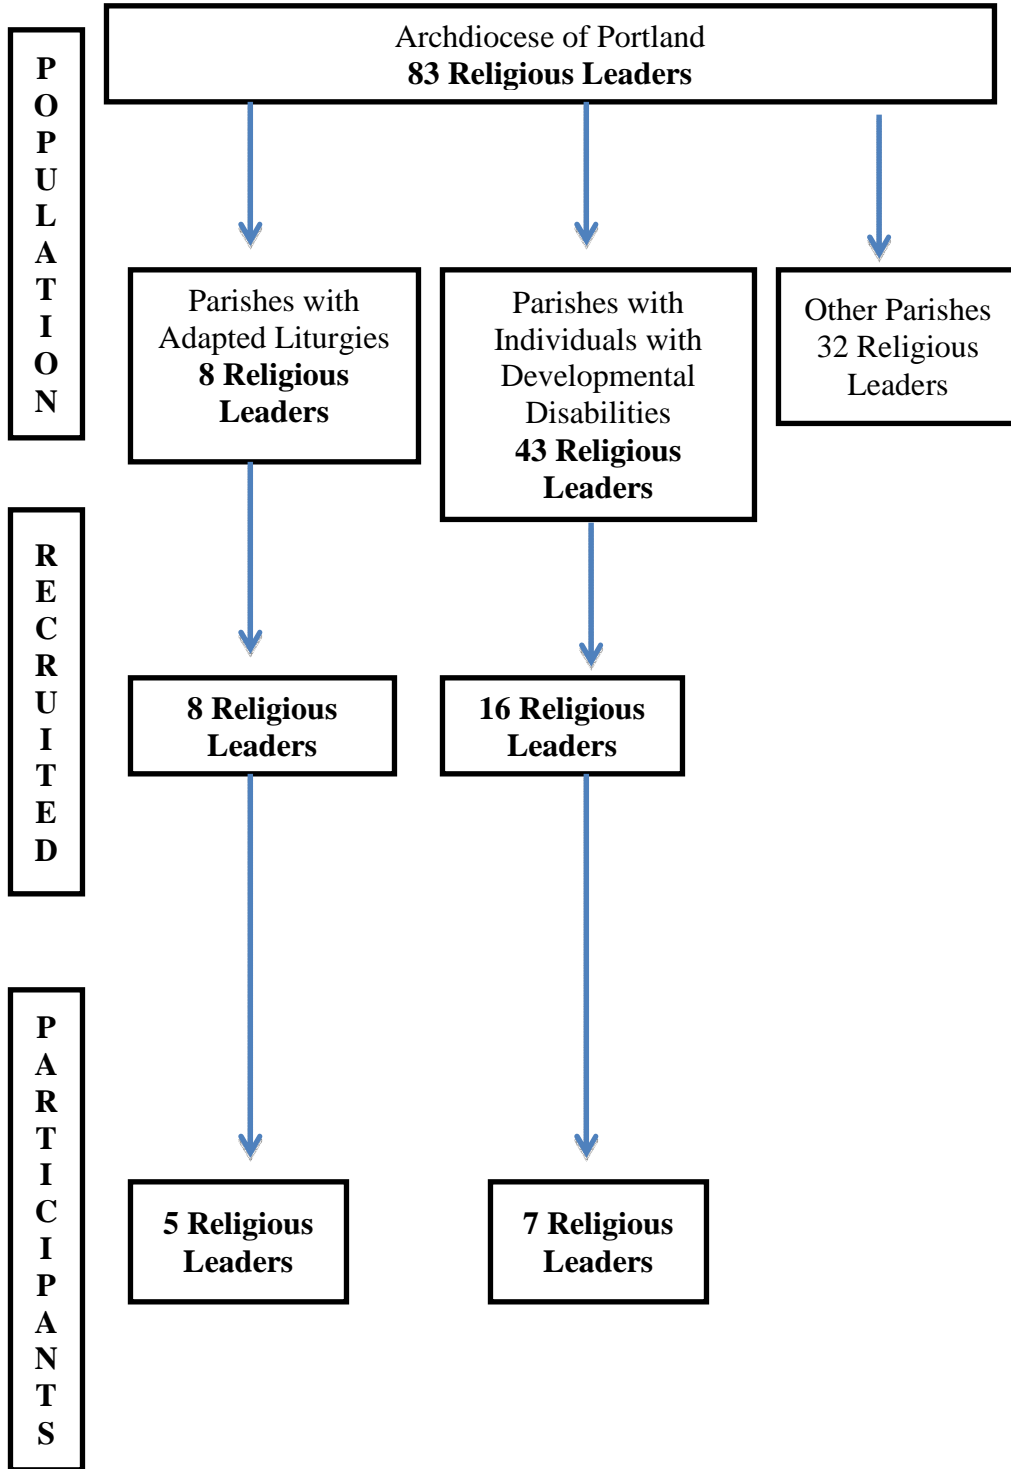 Archdiocese of Portland
83 Religious Leaders
P
O
P
U
L
A
T
I
O
N
Parishes with
Adapted Liturgies
8 Religious
Leaders
Parishes with
Individuals with
Developmental
Disabilities
43 Religious
Leaders
Other Parishes
32 Religious
Leaders
R
E
C
R
U
I
T
E
D
8 Religious
Leaders
16 Religious
Leaders
P
A
R
T
I
C
I
P
A
N
T
S
5 Religious
Leaders
7 Religious
Leaders